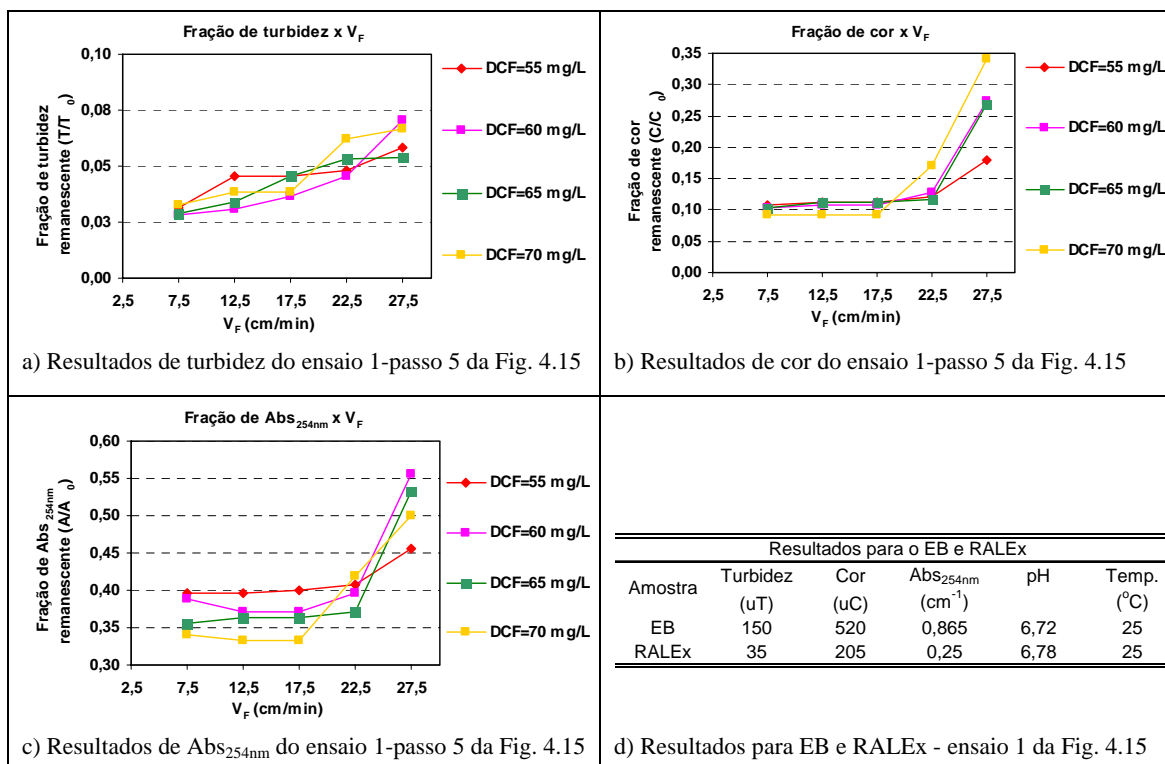 Fração de turbidez x V_F
0,10
0,08
0,05
0,03
0,00
2,5 7,5 12,5 17,5 22,5 27,5
V_F (cm/min)
Fração de turbidez
remanescente (T/T_0)
DCF=55 mg/L
DCF=60 mg/L
DCF=65 mg/L
DCF=70 mg/L
a) Resultados de turbidez do ensaio 1-passo 5 da Fig. 4.15
Fração de cor x V_F
0,35
0,30
0,25
0,20
0,15
0,10
0,05
0,00
2,5 7,5 12,5 17,5 22,5 27,5
V_F (cm/min)
Fração de cor
remanescente (C/C_0)
DCF=55 mg/L
DCF=60 mg/L
DCF=65 mg/L
DCF=70 mg/L
b) Resultados de cor do ensaio 1-passo 5 da Fig. 4.15
Fração de Abs254nm x V_F
0,60
0,55
0,50
0,45
0,40
0,35
0,30
2,5 7,5 12,5 17,5 22,5 27,5
V_F (cm/min)
Fração de Abs 254nm
remanescente (A/A_0)
DCF=55 mg/L
DCF=60 mg/L
DCF=65 mg/L
DCF=70 mg/L
c) Resultados de Abs254nm do ensaio 1-passo 5 da Fig. 4.15
Resultados para o EB e RALEx
Amostra Turbidez Cor Abs254nm pH Temp.
(uT) (uC) (cm⁻¹) (°C)
EB 150 520 0,865 6,72 25
RALEx 35 205 0,25 6,78 25
d) Resultados para EB e RALEx - ensaio 1 da Fig. 4.15